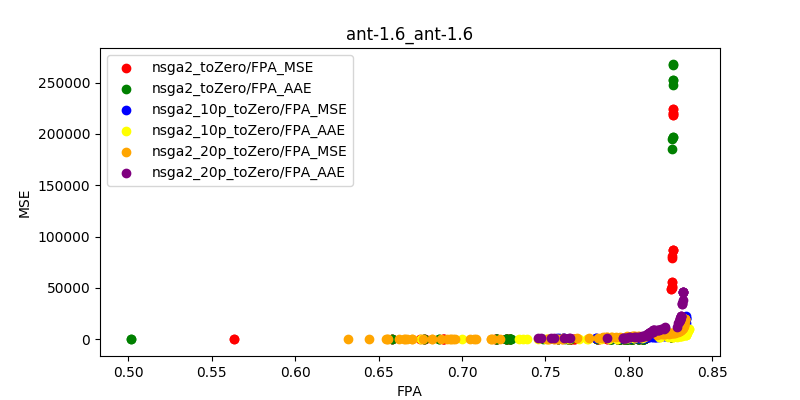 ant-1.6_ant-1.6
nsga2_toZero/FPA_MSE
nsga2_toZero/FPA_AAE
nsga2_10p_toZero/FPA_MSE
nsga2_10p_toZero/FPA_AAE
nsga2_20p_toZero/FPA_MSE
nsga2_20p_toZero/FPA_AAE
MSE
250000
200000
150000
100000
50000
0
0.50 0.55 0.60 0.65 0.70 0.75 0.80 0.85
FPA